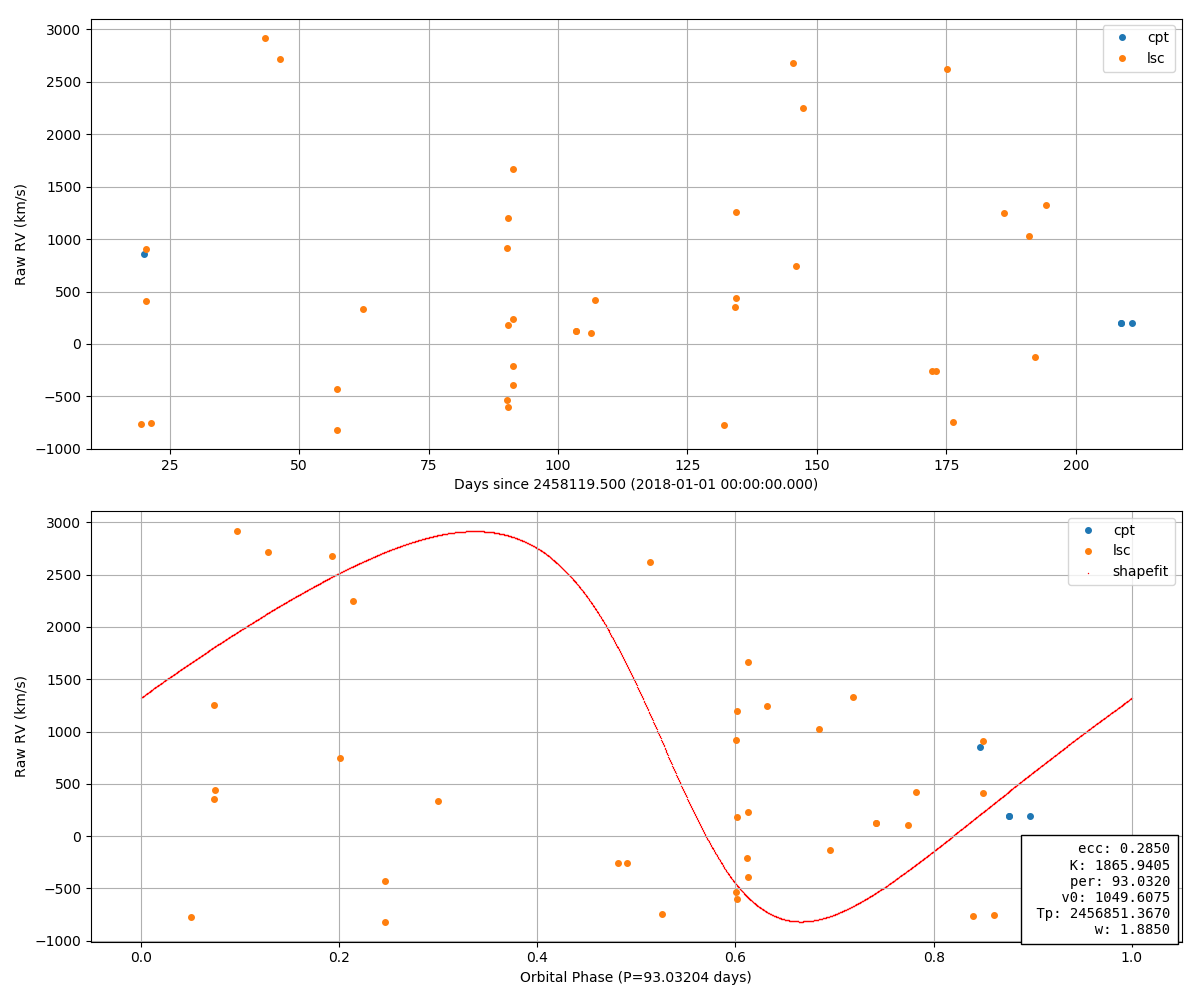 3000
2500
2000
1500
1000
500
0
−500
−1000
Raw RV (km/s)
cpt
lsc
25
50
75
100
125
150
175
200
Days since 2458119.500 (2018-01-01 00:00:00.000)
3000
2500
2000
1500
1000
500
0
−500
−1000
Raw RV (km/s)
cpt
lsc
shapefit
ecc: 0.2850
K: 1865.9405
per: 93.0320
v0: 1049.6075
Tp: 2456851.3670
w: 1.8850
0.0
0.2
0.4
0.6
0.8
1.0
Orbital Phase (P=93.03204 days)